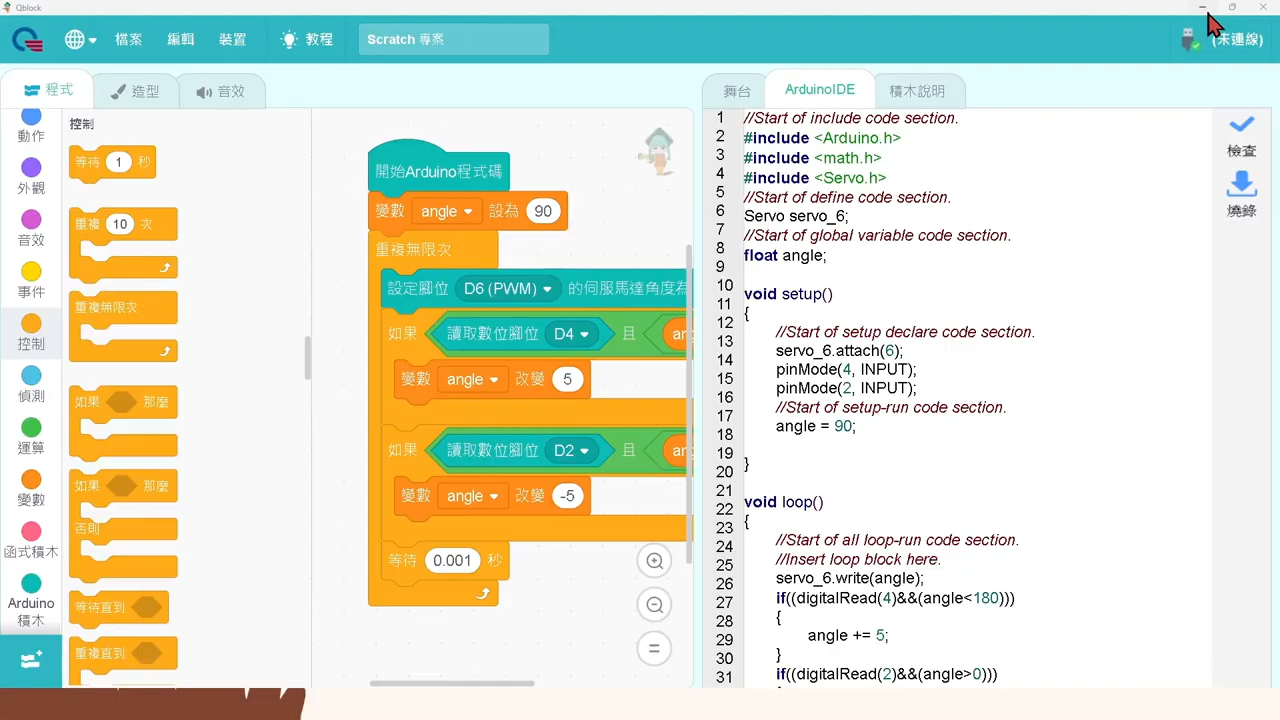 Qblock
檔案
編輯
裝置
教程
Scratch 專案
(未連線)
程式
造型
音效
舞台
ArduinoIDE
積木說明
動作
外觀
音效
事件
控制
偵測
運算
變數
函式積木
Arduino
積木
控制
等待 1 秒
重複 10 次
重複無限次
如果 那麼
如果 那麼
否則
等待直到
重複直到
開始Arduino程式碼
變數 angle 設為 90
重複無限次
設定腳位 D6 (PWM) 的伺服馬達角度為
如果 讀取數位腳位 D4 且 ang
變數 angle 改變 5
如果 讀取數位腳位 D2 且 ang
變數 angle 改變 -5
等待 0.001 秒
1 //Start of include code section.
2 #include <Arduino.h>
3 #include <math.h>
4 #include <Servo.h>
5 //Start of define code section.
6 Servo servo_6;
7 //Start of global variable code section.
8 float angle;
9
10 void setup()
11 {
12 //Start of setup declare code section.
13 servo_6.attach(6);
14 pinMode(4, INPUT);
15 pinMode(2, INPUT);
16 //Start of setup-run code section.
17 angle = 90;
18
19 }
20
21 void loop()
22 {
23 //Start of all loop-run code section.
24 //Insert loop block here.
25 servo_6.write(angle);
26 if((digitalRead(4)&&(angle<180)))
27 {
28 angle += 5;
29 }
30 if((digitalRead(2)&&(angle>0)))
31
檢查
燒錄